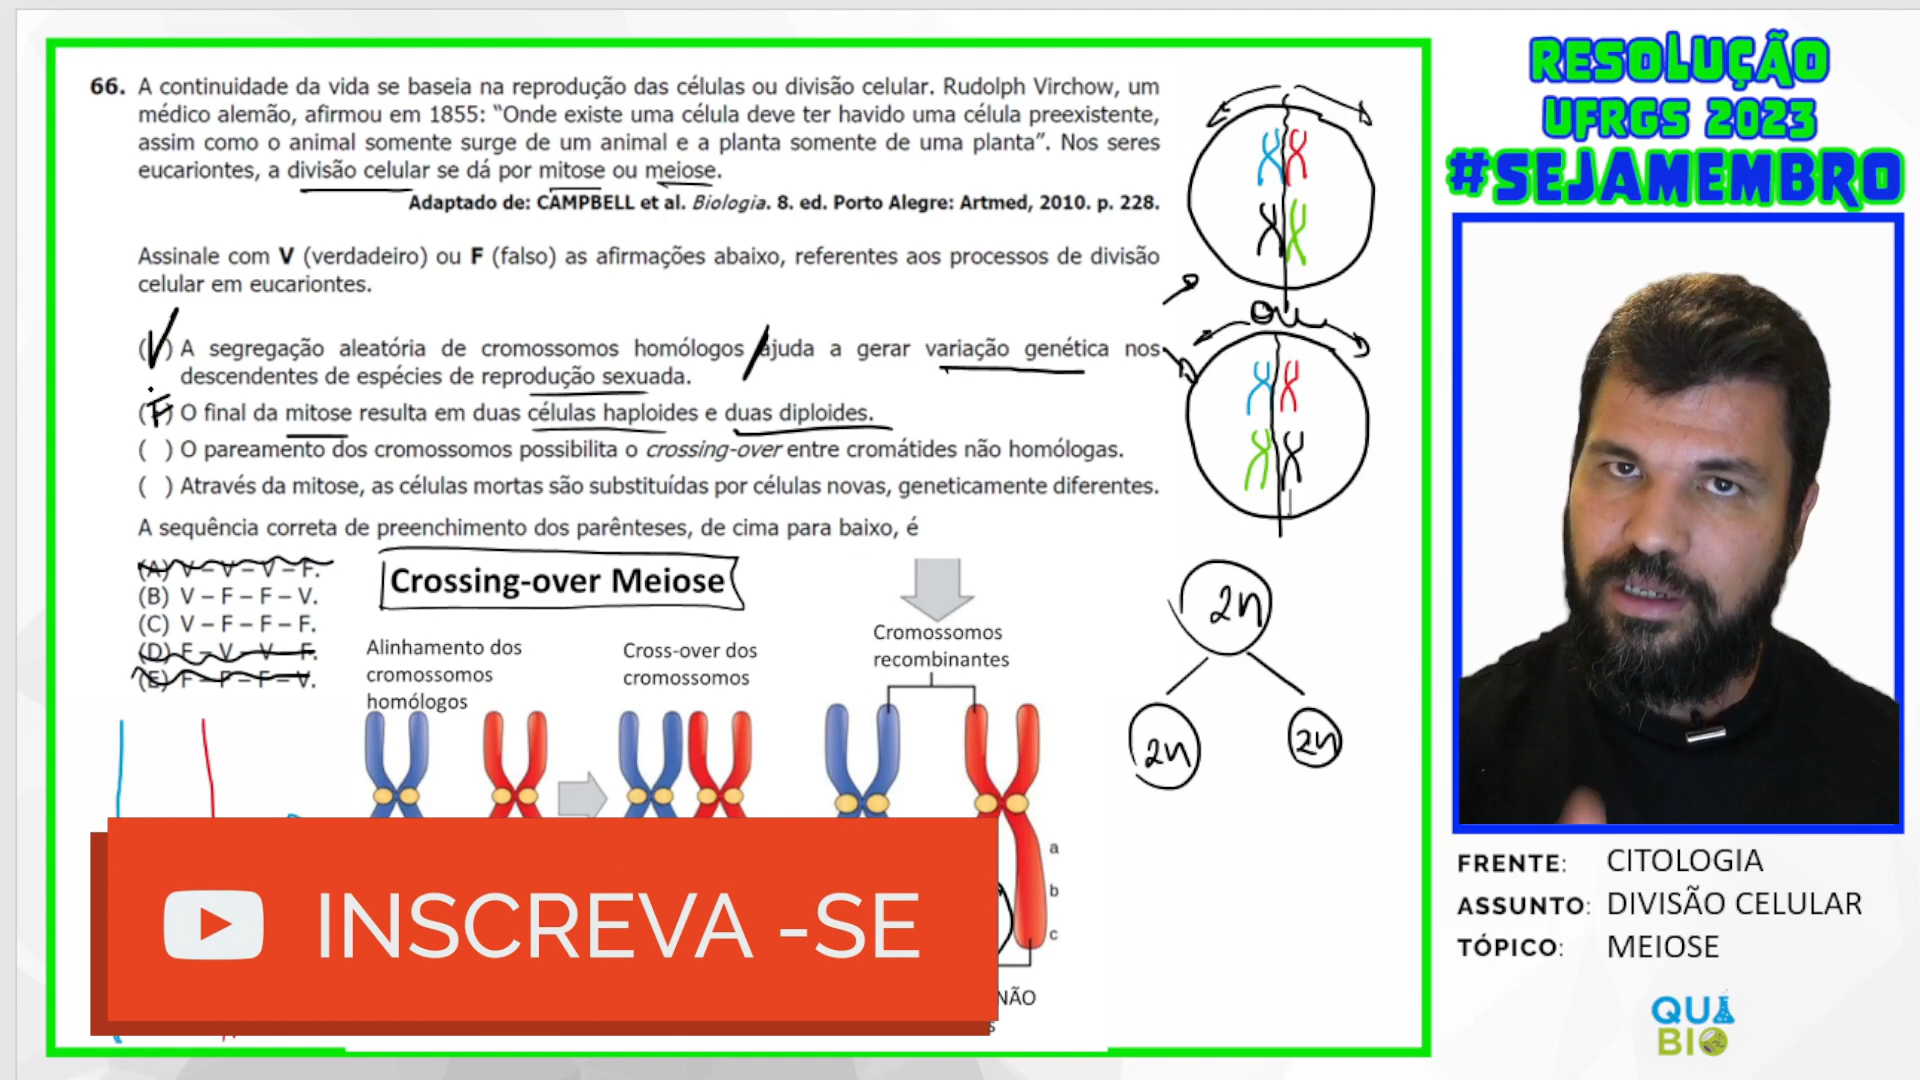 RESOLUÇÃO
UFRGS 2023
#SEJAMEMBRO
66. A continuidade da vida se baseia na reprodução das células ou divisão celular. Rudolph Virchow, um
médico alemão, afirmou em 1855: “Onde existe uma célula deve ter havido uma célula preexistente,
assim como o animal somente surge de um animal e a planta somente de uma planta”. Nos seres
eucariontes, a divisão celular se dá por mitose ou meiose.
Adaptado de: CAMPBELL et al. Biologia. 8. ed. Porto Alegre: Artmed, 2010. p. 228.
Assinale com V (verdadeiro) ou F (falso) as afirmações abaixo, referentes aos processos de divisão
celular em eucariontes.
(V) A segregação aleatória de cromossomos homólogos ajuda a gerar variação genética nos
descendentes de espécies de reprodução sexuada.
(F) O final da mitose resulta em duas células haploides e duas diploides.
( ) O pareamento dos cromossomos possibilita o crossing-over entre cromátides não homólogas.
( ) Através da mitose, as células mortas são substituídas por células novas, geneticamente diferentes.
A sequência correta de preenchimento dos parênteses, de cima para baixo, é
(A) V – V – V – F.
(B) V – F – F – V.
(C) V – F – F – F.
(D) F – V – V – F.
(E) F – F – F – V.
ou
Crossing-over Meiose
Alinhamento dos
cromossomos
homólogos
Cross-over dos
cromossomos
Cromossomos
recombinantes
2n
2n
2n
a
b
c
NÃO
INSCREVA -SE
FRENTE: CITOLOGIA
ASSUNTO: DIVISÃO CELULAR
TÓPICO: MEIOSE
QUÍ
BIO